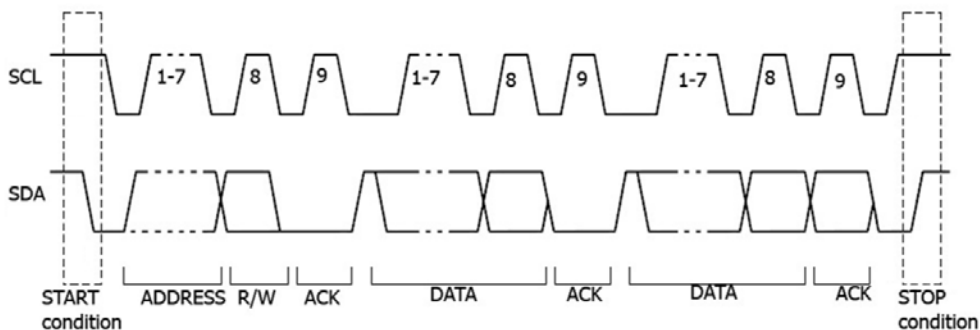 SCL 1-7 8 9 1-7 8 9 1-7 8 9
SDA
START condition ADDRESS R/W ACK DATA ACK DATA ACK STOP condition